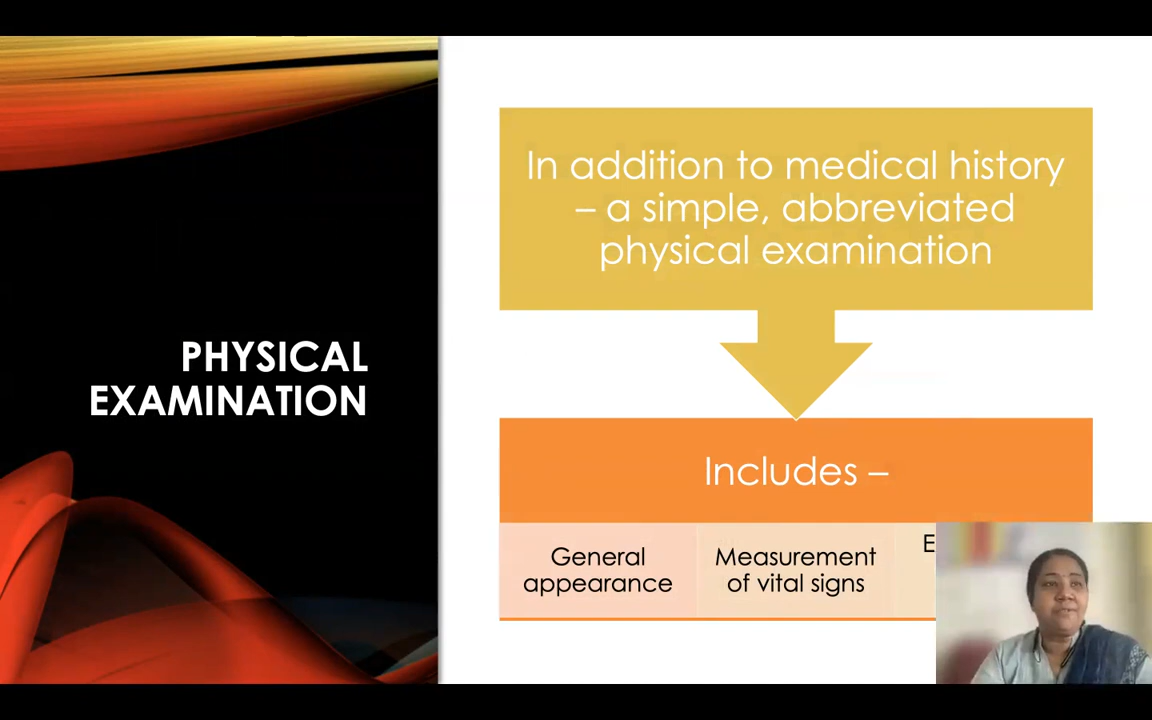 PHYSICAL
EXAMINATION
In addition to medical history
– a simple, abbreviated
physical examination
Includes –
General
appearance
Measurement
of vital signs